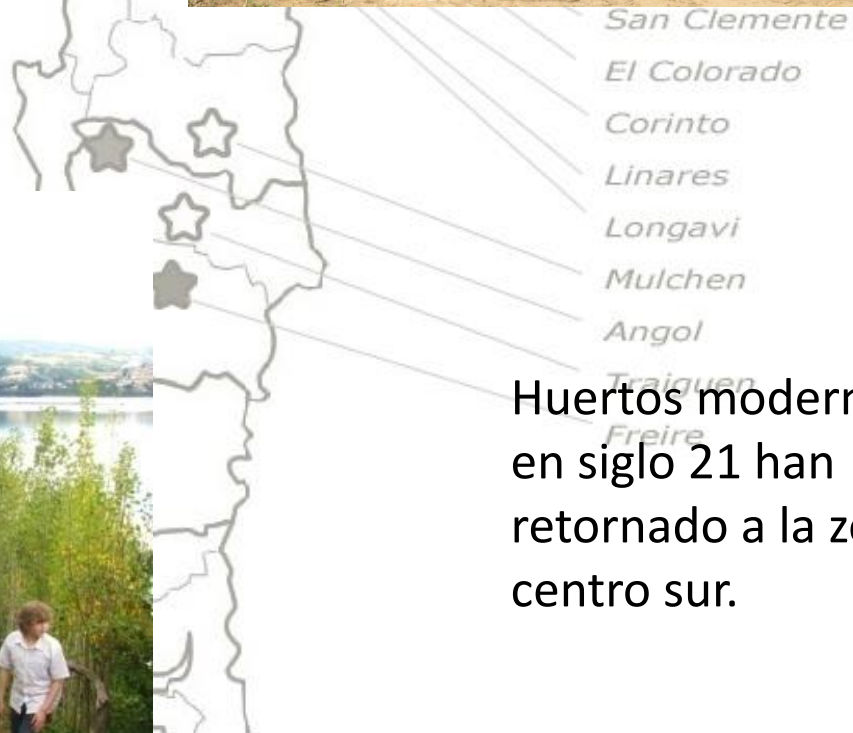 San Clemente
El Colorado
Corinto
Linares
Longavi
Mulchen
Angol
Traiguen
Freire
Huertos modern
en siglo 21 han
retornado a la z
centro sur.